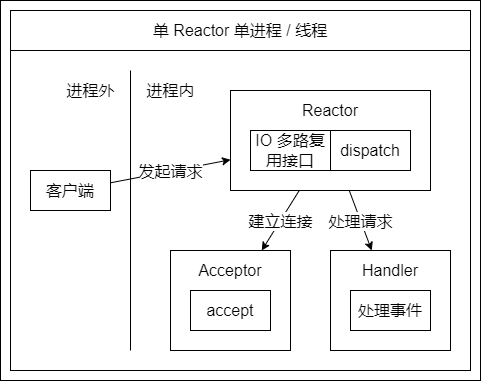 单 Reactor 单进程 / 线程
进程外
进程内
Reactor
IO 多路复
用接口
dispatch
发起请求
客户端
建立连接
处理请求
Acceptor
Handler
accept
处理事件